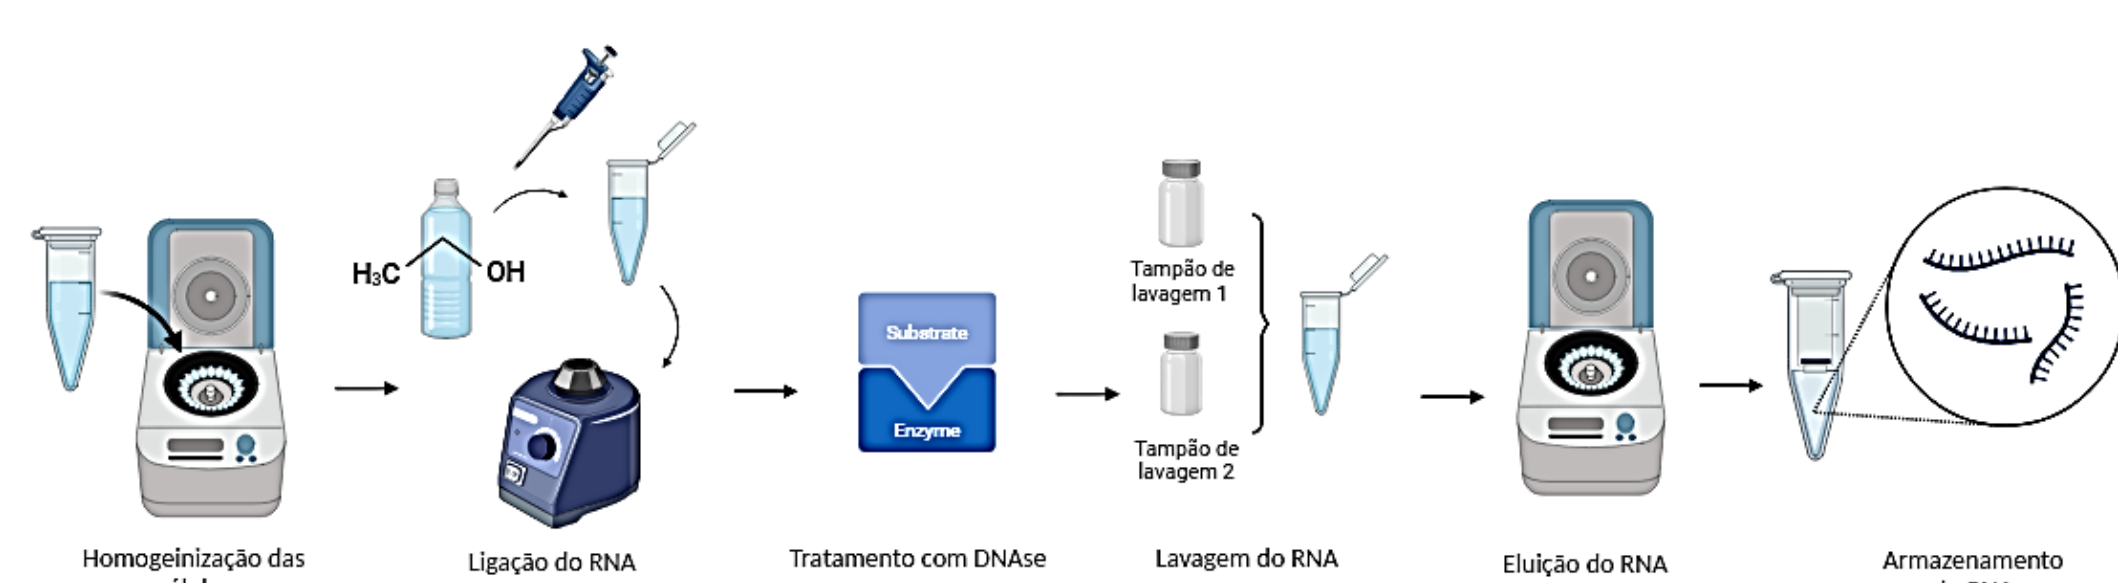 H₃C
OH
Substrate
Enzyme
Tampão de
lavagem 1
Tampão de
lavagem 2
Homogeinização das
Ligação do RNA
Tratamento com DNAse
Lavagem do RNA
Eluição do RNA
Armazenamento